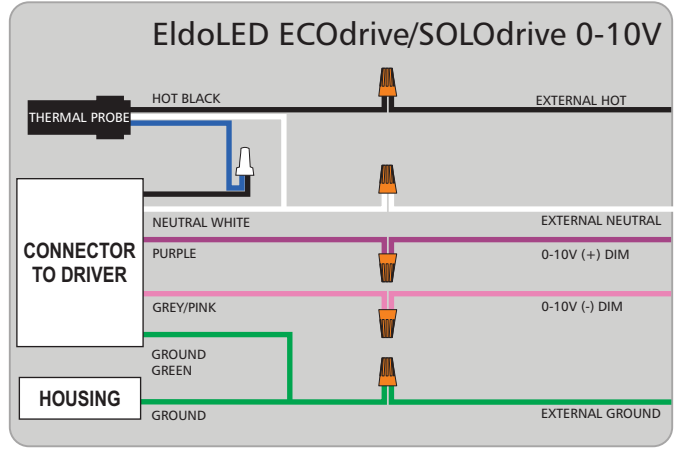 EldoLED ECOdrive/SOLOdrive 0-10V
HOT BLACK
EXTERNAL HOT
THERMAL PROBE
NEUTRAL WHITE
EXTERNAL NEUTRAL
CONNECTOR
TO DRIVER
PURPLE
0-10V (+) DIM
GREY/PINK
0-10V (-) DIM
GROUND
GREEN
HOUSING
GROUND
EXTERNAL GROUND